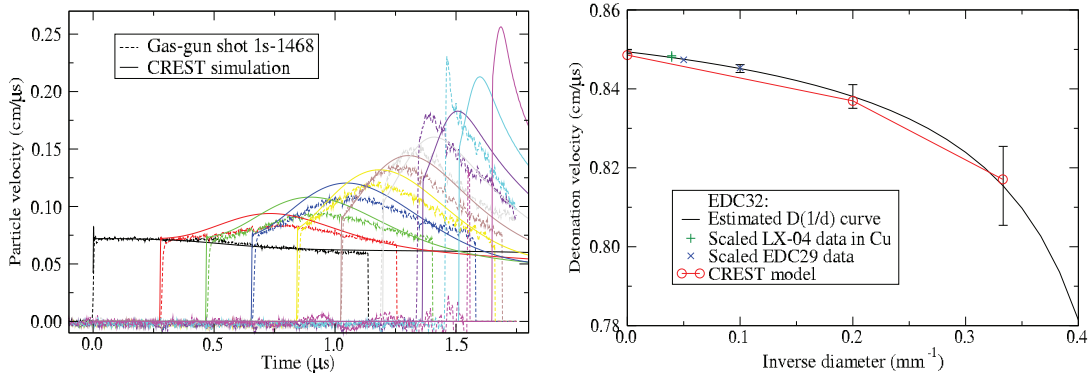 0.25
0.20
0.15
0.10
0.05
0.00
Particle velocity (cm/μs)
Gas-gun shot 1s-1468
CREST simulation
0.0
0.5
1.0
1.5
Time (μs)
0.86
0.84
0.82
0.80
0.78
Deonation velocity (cm/μs)
EDC32:
Estimated D(1/d) curve
Scaled LX-04 data in Cu
Scaled EDC29 data
CREST model
0
0.1
0.2
0.3
0.4
Inverse diameter (mm⁻¹)